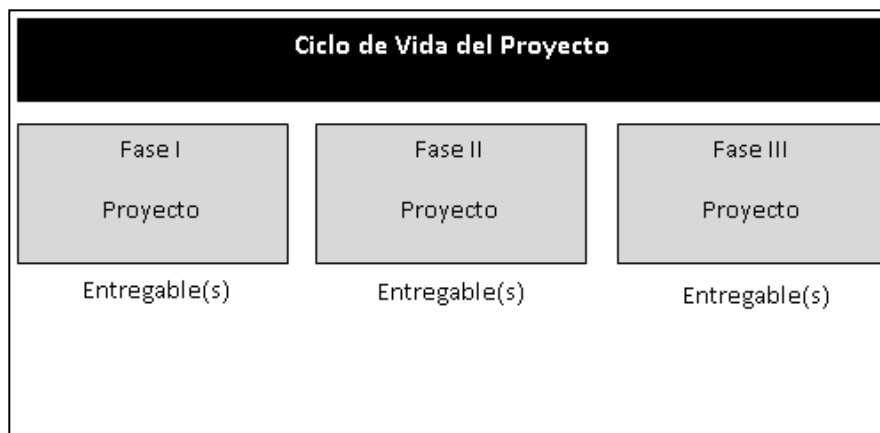 Ciclo de Vida del Proyecto
Fase I
Proyecto
Entregable(s)
Fase II
Proyecto
Entregable(s)
Fase III
Proyecto
Entregable(s)